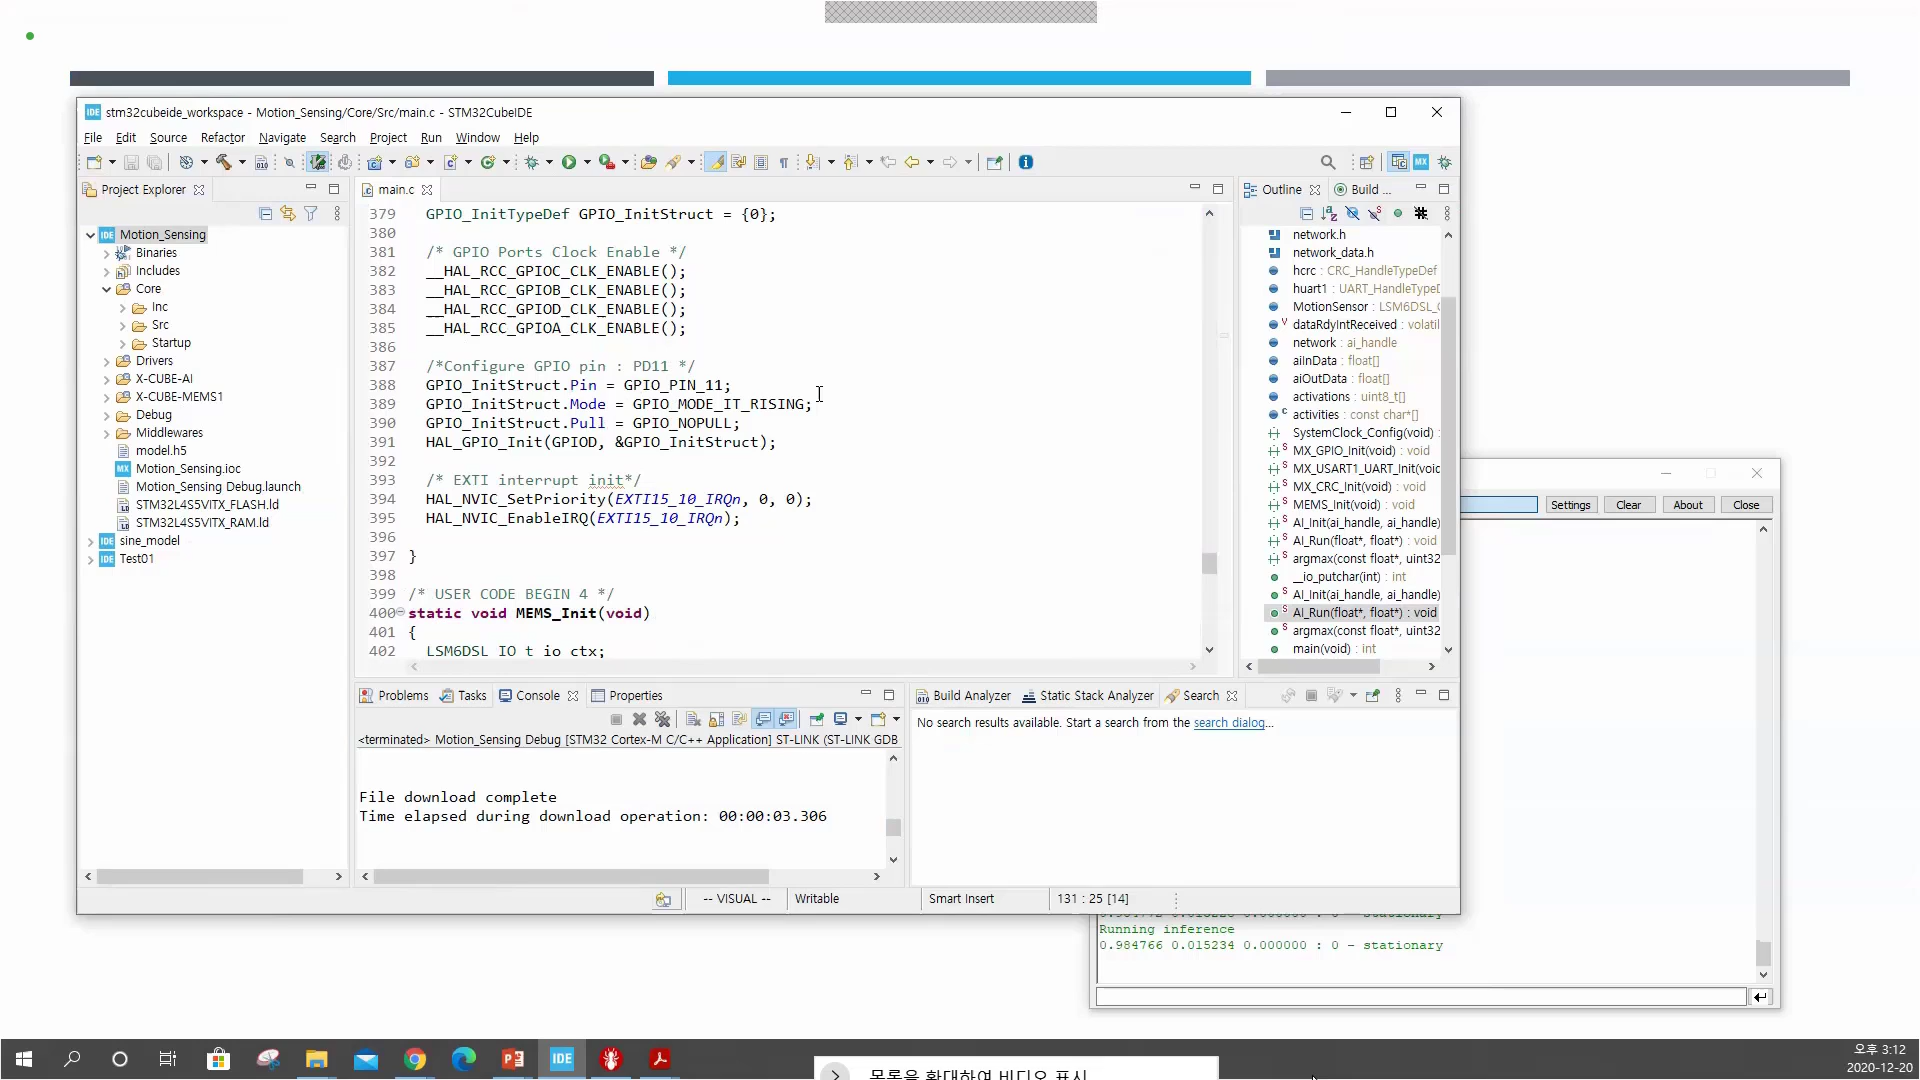 stm32cubeide_workspace - Motion_Sensing/Core/Src/main.c - STM32CubeIDE
File Edit Source Refactor Navigate Search Project Run Window Help
Project Explorer
Motion_Sensing
Binaries
Includes
Core
Inc
Src
Startup
Drivers
X-CUBE-AI
X-CUBE-MEMS1
Debug
Middlewares
model.h5
Motion_Sensing.ioc
Motion_Sensing Debug.launch
STM32L4S5VITX_FLASH.ld
STM32L4S5VITX_RAM.ld
sine_model
Test01
main.c
379 GPIO_InitTypeDef GPIO_InitStruct = {0};
380
381 /* GPIO Ports Clock Enable */
382 __HAL_RCC_GPIOC_CLK_ENABLE();
383 __HAL_RCC_GPIOB_CLK_ENABLE();
384 __HAL_RCC_GPIOD_CLK_ENABLE();
385 __HAL_RCC_GPIOA_CLK_ENABLE();
386
387 /*Configure GPIO pin : PD11 */
388 GPIO_InitStruct.Pin = GPIO_PIN_11;
389 GPIO_InitStruct.Mode = GPIO_MODE_IT_RISING;
390 GPIO_InitStruct.Pull = GPIO_NOPULL;
391 HAL_GPIO_Init(GPIOD, &GPIO_InitStruct);
392
393 /* EXTI interrupt init*/
394 HAL_NVIC_SetPriority(EXTI15_10_IRQn, 0, 0);
395 HAL_NVIC_EnableIRQ(EXTI15_10_IRQn);
396
397 }
398
399 /* USER CODE BEGIN 4 */
400 static void MEMS_Init(void)
401 {
402 LSM6DSL_IO_t io_ctx;
Outline Build ...
network.h
network_data.h
hcrc : CRC_HandleTypeDef
huart1 : UART_HandleTypeD
MotionSensor : LSM6DSL_
dataRdyIntReceived : volatil
network : ai_handle
aiInData : float[]
aiOutData : float[]
activations : uint8_t[]
activities : const char*[]
SystemClock_Config(void) :
MX_GPIO_Init(void) : void
MX_USART1_UART_Init(voic
MX_CRC_Init(void) : void
MEMS_Init(void) : void
AI_Init(ai_handle, ai_handle)
AI_Run(float*, float*) : void
argmax(const float*, uint32
__io_putchar(int) : int
AI_Init(ai_handle, ai_handle)
AI_Run(float*, float*) : void
argmax(const float*, uint32
main(void) : int
Problems Tasks Console Properties
<terminated> Motion_Sensing Debug [STM32 Cortex-M C/C++ Application] ST-LINK (ST-LINK GDB
File download complete
Time elapsed during download operation: 00:00:03.306
Build Analyzer Static Stack Analyzer Search
No search results available. Start a search from the search dialog...
-- VISUAL -- Writable Smart Insert 131 : 25 [14]
Settings Clear About Close
Running inference
0.984766 0.015234 0.000000 : 0 - stationary
목록을 확대하여 비디오 표시
오후 3:12
2020-12-20